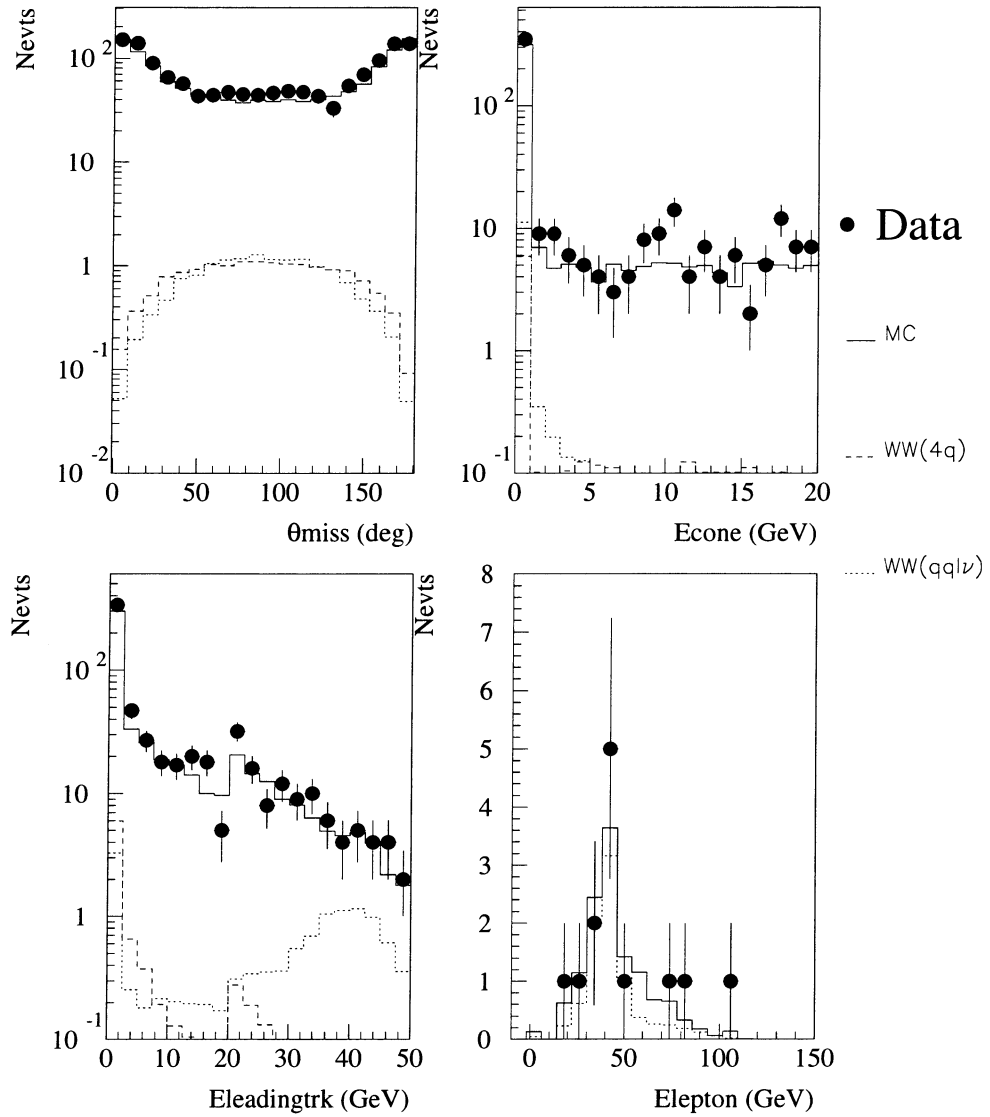 Nevts
10 2
10
1
10 -1
10 -2
0 50 100 150
θmiss (deg)
Nevts
10 2
10
1
10 -1
0 5 10 15 20
Econe (GeV)
Data
MC
WW(4q)
WW(qqlν)
Nevts
10 2
10
1
10 -1
0 10 20 30 40 50
Eleadingtrk (GeV)
Nevts
8
7
6
5
4
3
2
1
0
0 50 100 150
Elepton (GeV)